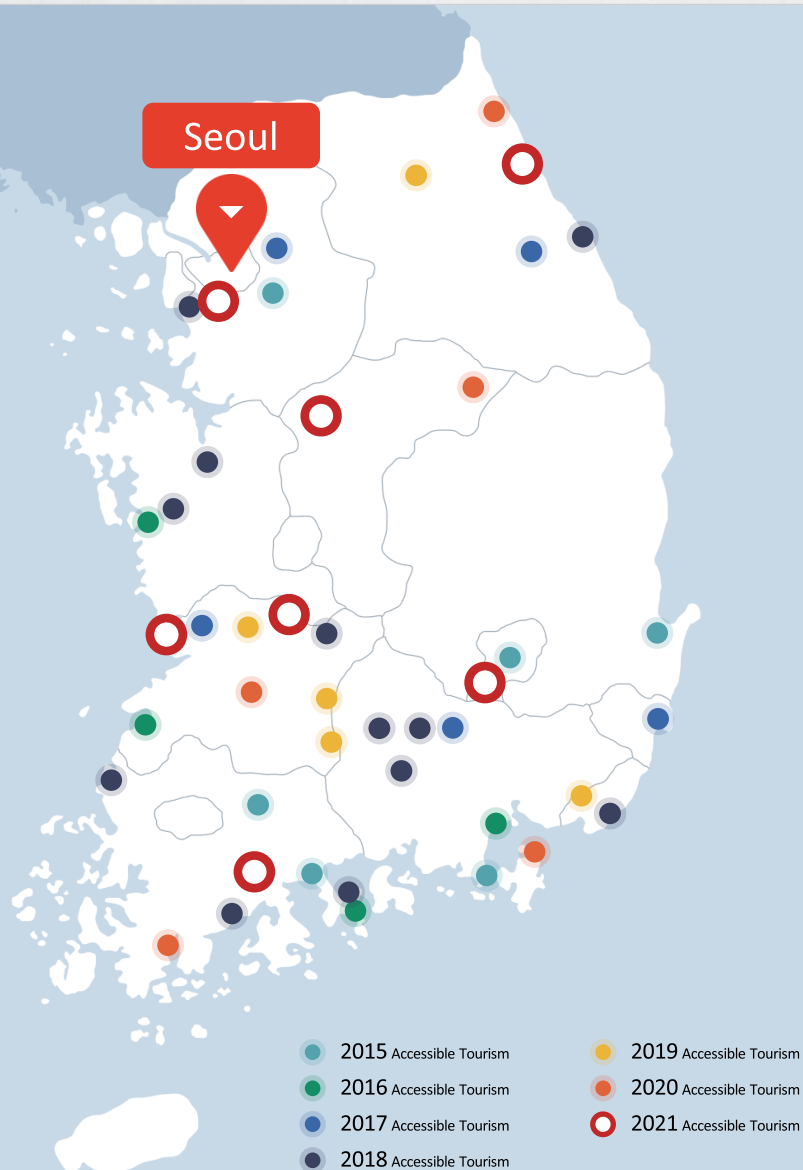 Seoul
2015 Accessible Tourism
2016 Accessible Tourism
2017 Accessible Tourism
2018 Accessible Tourism
2019 Accessible Tourism
2020 Accessible Tourism
2021 Accessible Tourism